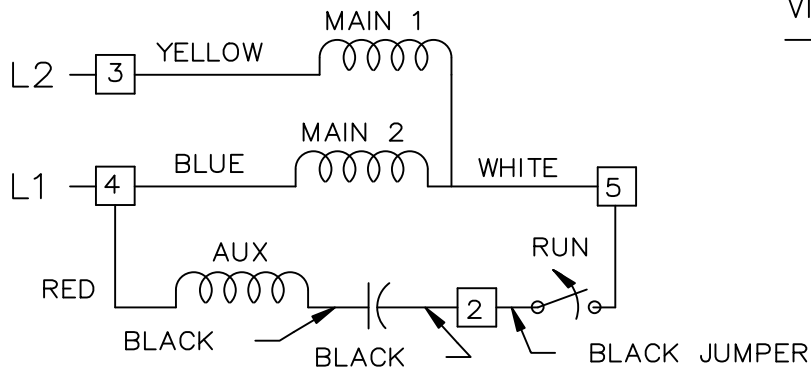 MAIN 1
YELLOW
L2
3
MAIN 2
BLUE
WHITE
L1
4
5
AUX
RUN
RED
2
BLACK
BLACK
BLACK JUMPER